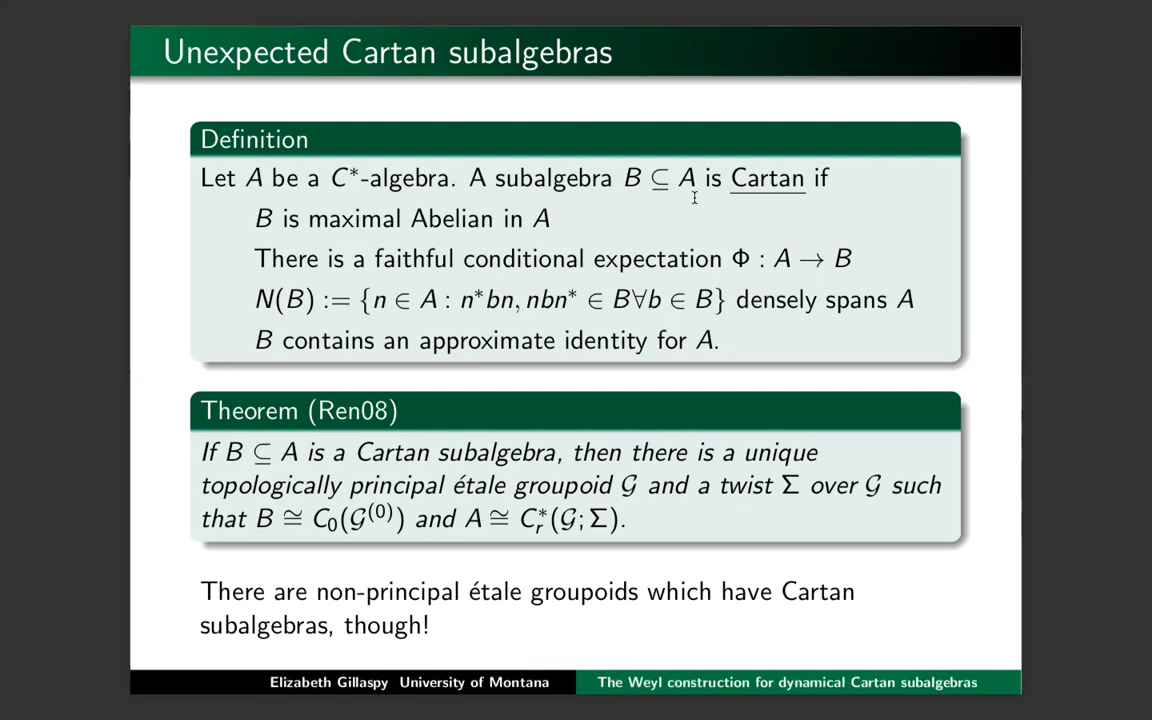 Unexpected Cartan subalgebras
Definition
Let A be a C*-algebra. A subalgebra B ⊆ A is Cartan if
B is maximal Abelian in A
There is a faithful conditional expectation Φ : A → B
N(B) := {n ∈ A : n*bn, nbn* ∈ B∀b ∈ B} densely spans A
B contains an approximate identity for A.
Theorem (Ren08)
If B ⊆ A is a Cartan subalgebra, then there is a unique
topologically principal étale groupoid 𝒢 and a twist Σ over 𝒢 such
that B ≅ C₀(𝒢⁽⁰⁾) and A ≅ C*ᵣ(𝒢; Σ).
There are non-principal étale groupoids which have Cartan
subalgebras, though!
Elizabeth Gillaspy University of Montana
The Weyl construction for dynamical Cartan subalgebras